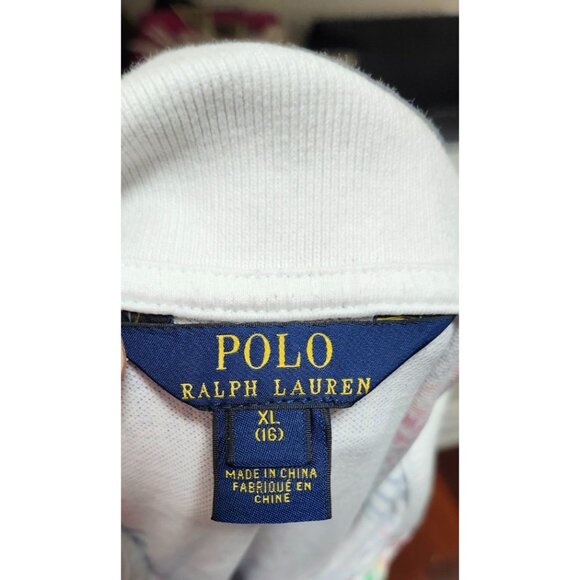 POLO
RALPH LAUREN
XL
(16)
MADE IN CHINA
FABRIQUÉ EN
CHINE